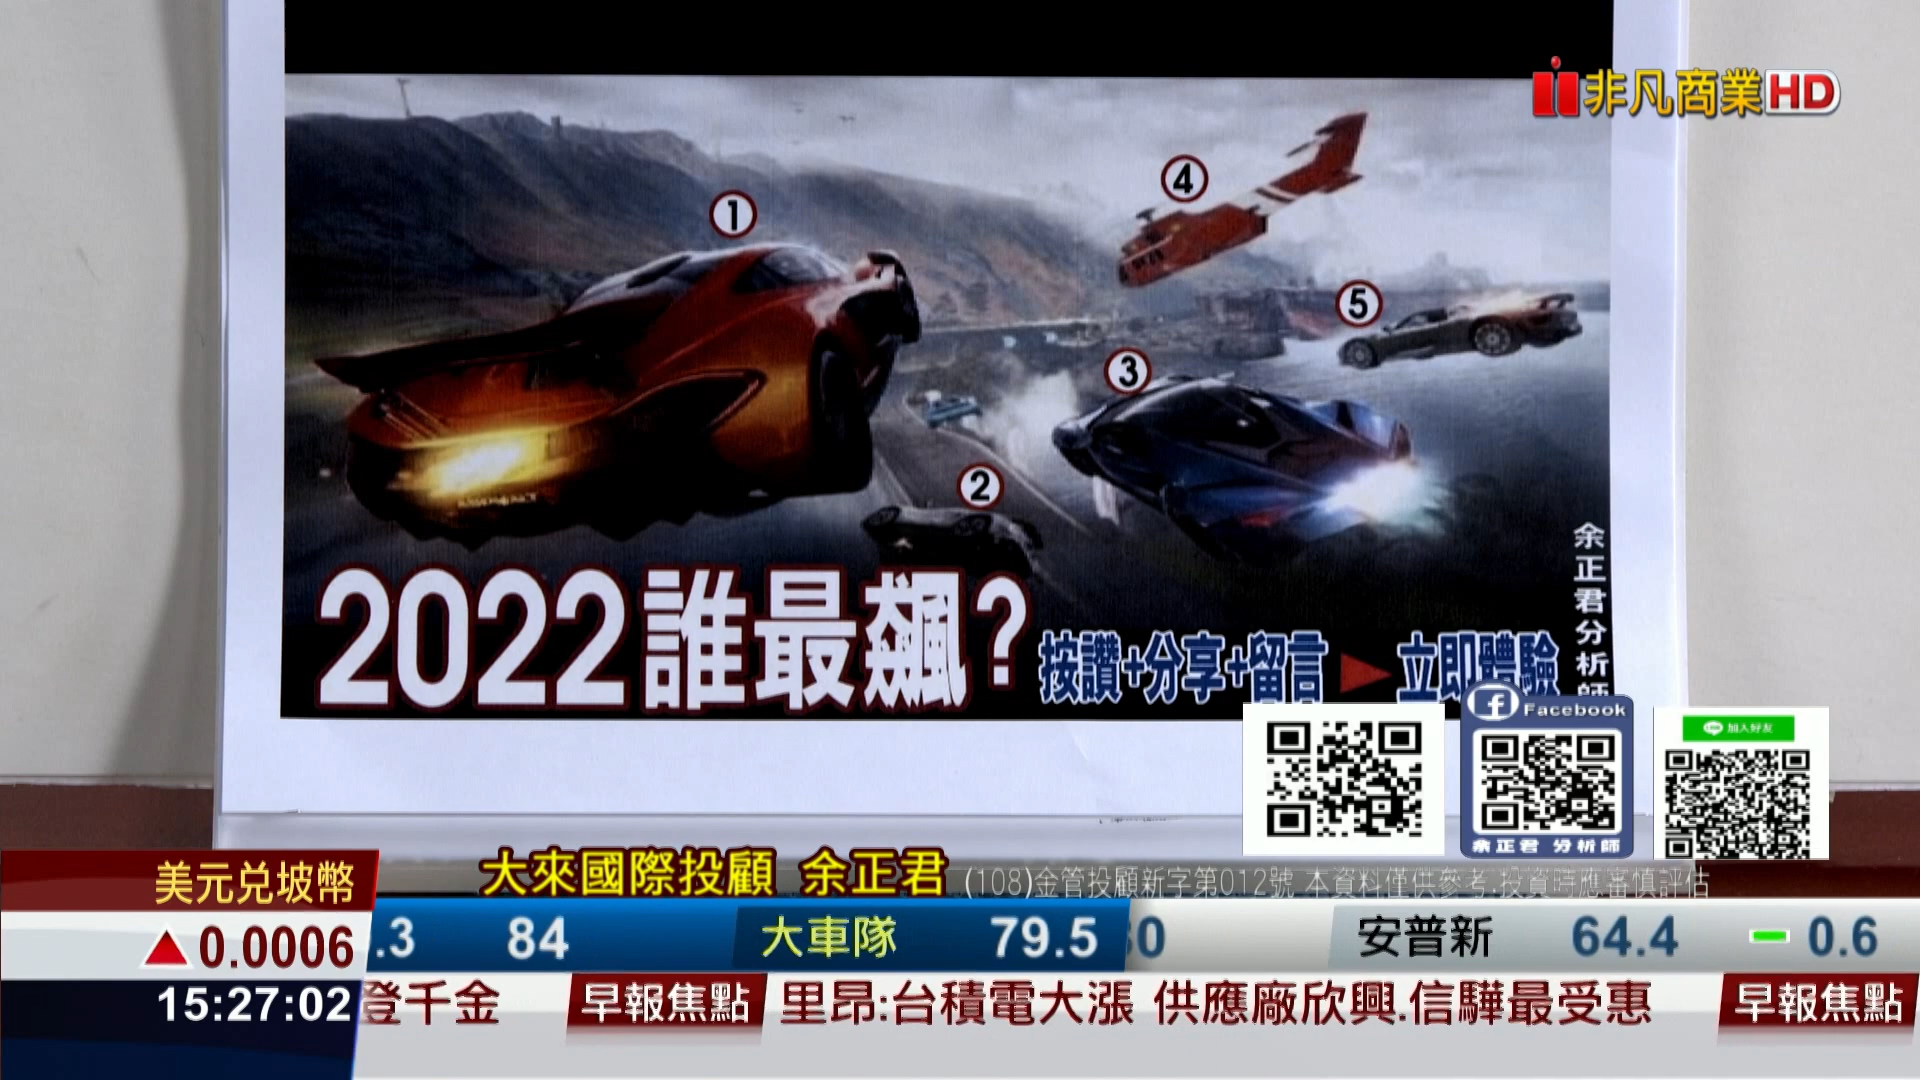 非凡商業HD
①
④
⑤
③
②
余正君分析師
2022誰最飆?
按讚+分享+留言
立即體驗
Facebook
加入好友
余正君 分析師
美元兌坡幣
大來國際投顧 余正君
(108)金管投顧新字第012號 本資料僅供參考,投資時應審慎評估
▲0.0006
.3 84 大車隊 79.5 30 安普新 64.4 0.6
15:27:02
登千金 早報焦點 里昂:台積電大漲 供應廠欣興.信驊最受惠 早報焦點